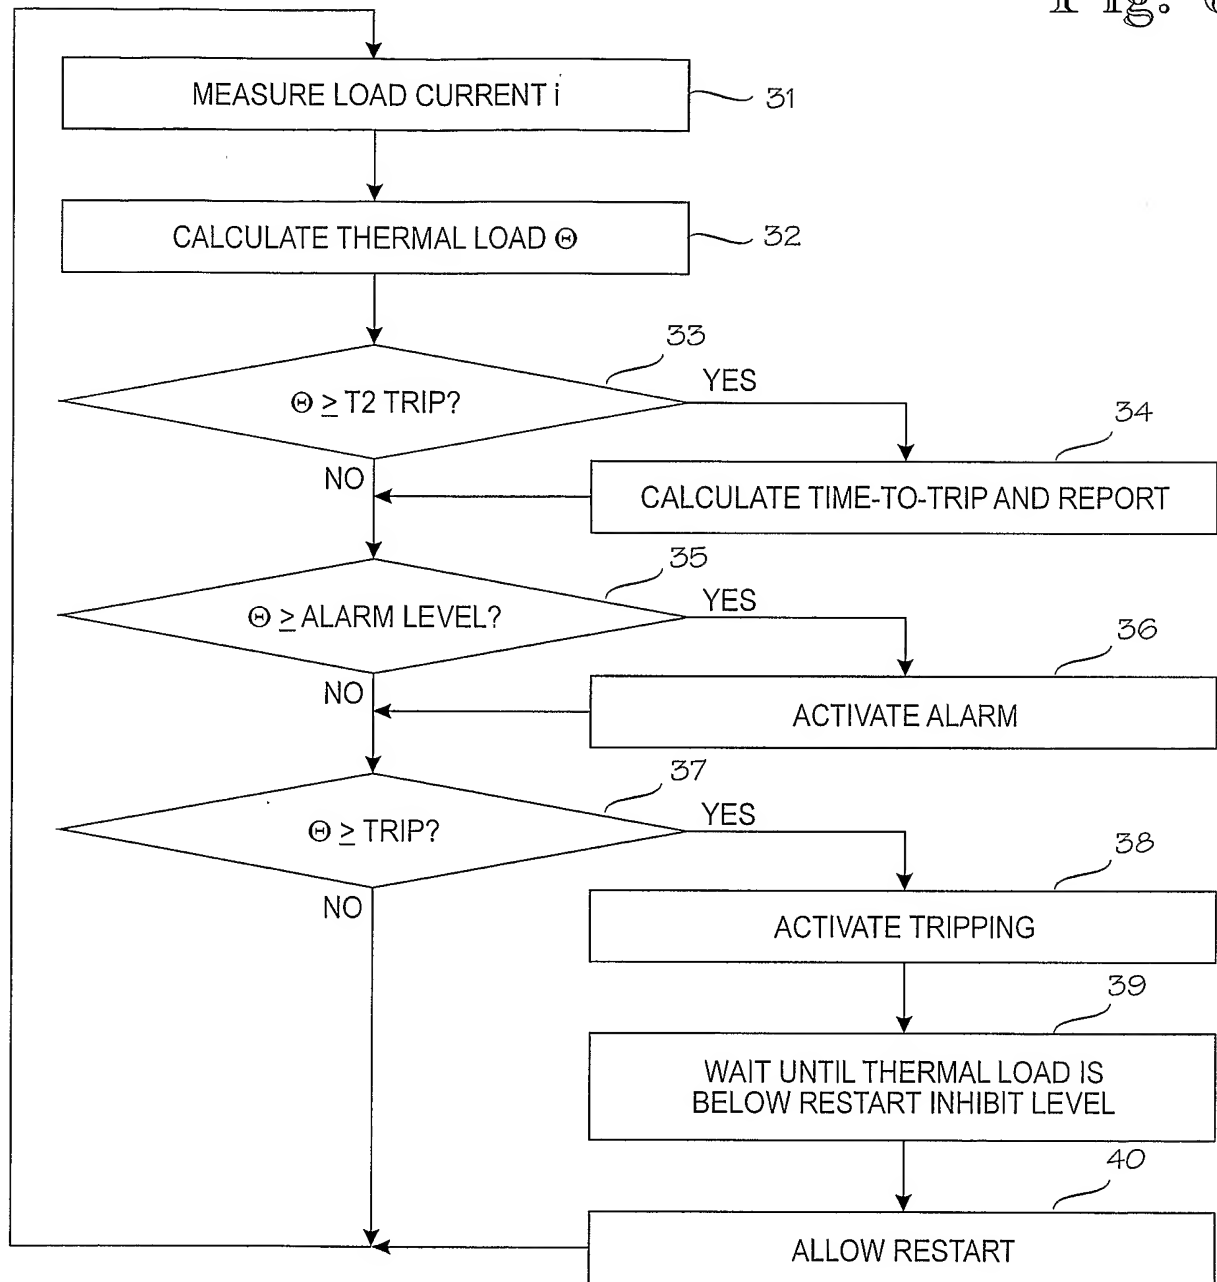 Fig.
MEASURE LOAD CURRENT i
31
CALCULATE THERMAL LOAD Θ
32
33
Θ ≥ T2 TRIP?
YES
34
NO
CALCULATE TIME-TO-TRIP AND REPORT
35
Θ ≥ ALARM LEVEL?
YES
36
NO
ACTIVATE ALARM
37
Θ ≥ TRIP?
YES
38
NO
ACTIVATE TRIPPING
39
WAIT UNTIL THERMAL LOAD IS
BELOW RESTART INHIBIT LEVEL
40
ALLOW RESTART